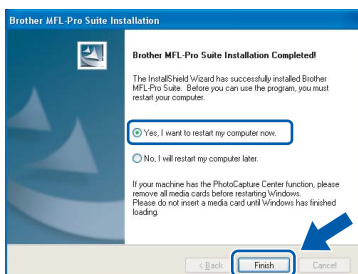 Brother MFL-Pro Suite Installation
Brother MFL-Pro Suite Installation Completed!
The InstallShield Wizard has successfully installed Brother
MFL-Pro Suite. Before you can use the program, you must
restart your computer.
Yes, I want to restart my computer now.
No, I will restart my computer later.
If your machine has the PhotoCapture Center function, please
remove all media cards before restarting Windows.
Please do not insert a media card until Windows has finished
loading.
< Back Finish Cancel